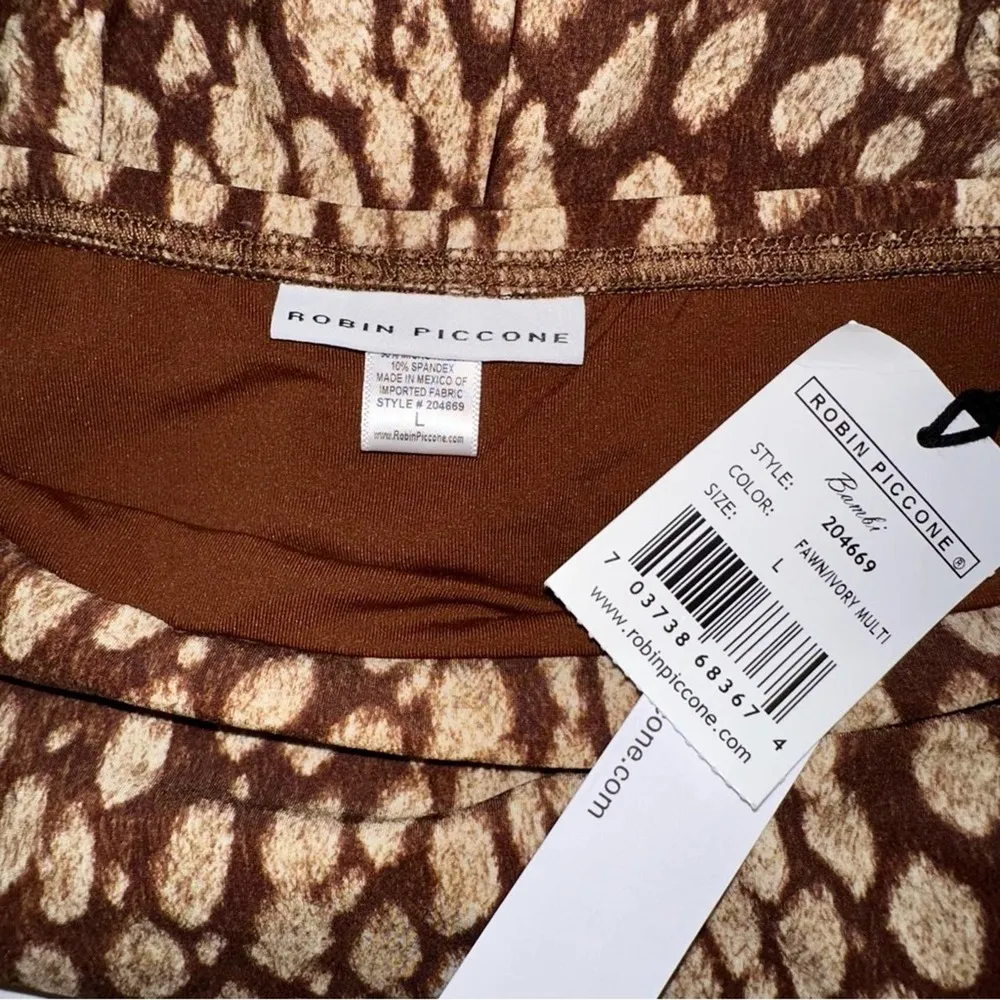 ROBIN PICCONE
10% SPANDEX
MADE IN MEXICO OF
IMPORTED FABRIC
STYLE # 204669
L
www.RobinPiccone.com
ROBIN PICCONE®
Bambi
STYLE: 204669
COLOR: FAWN/IVORY MULTI
SIZE: L
7 03738 68367 4
www.robinpiccone.com
one.com